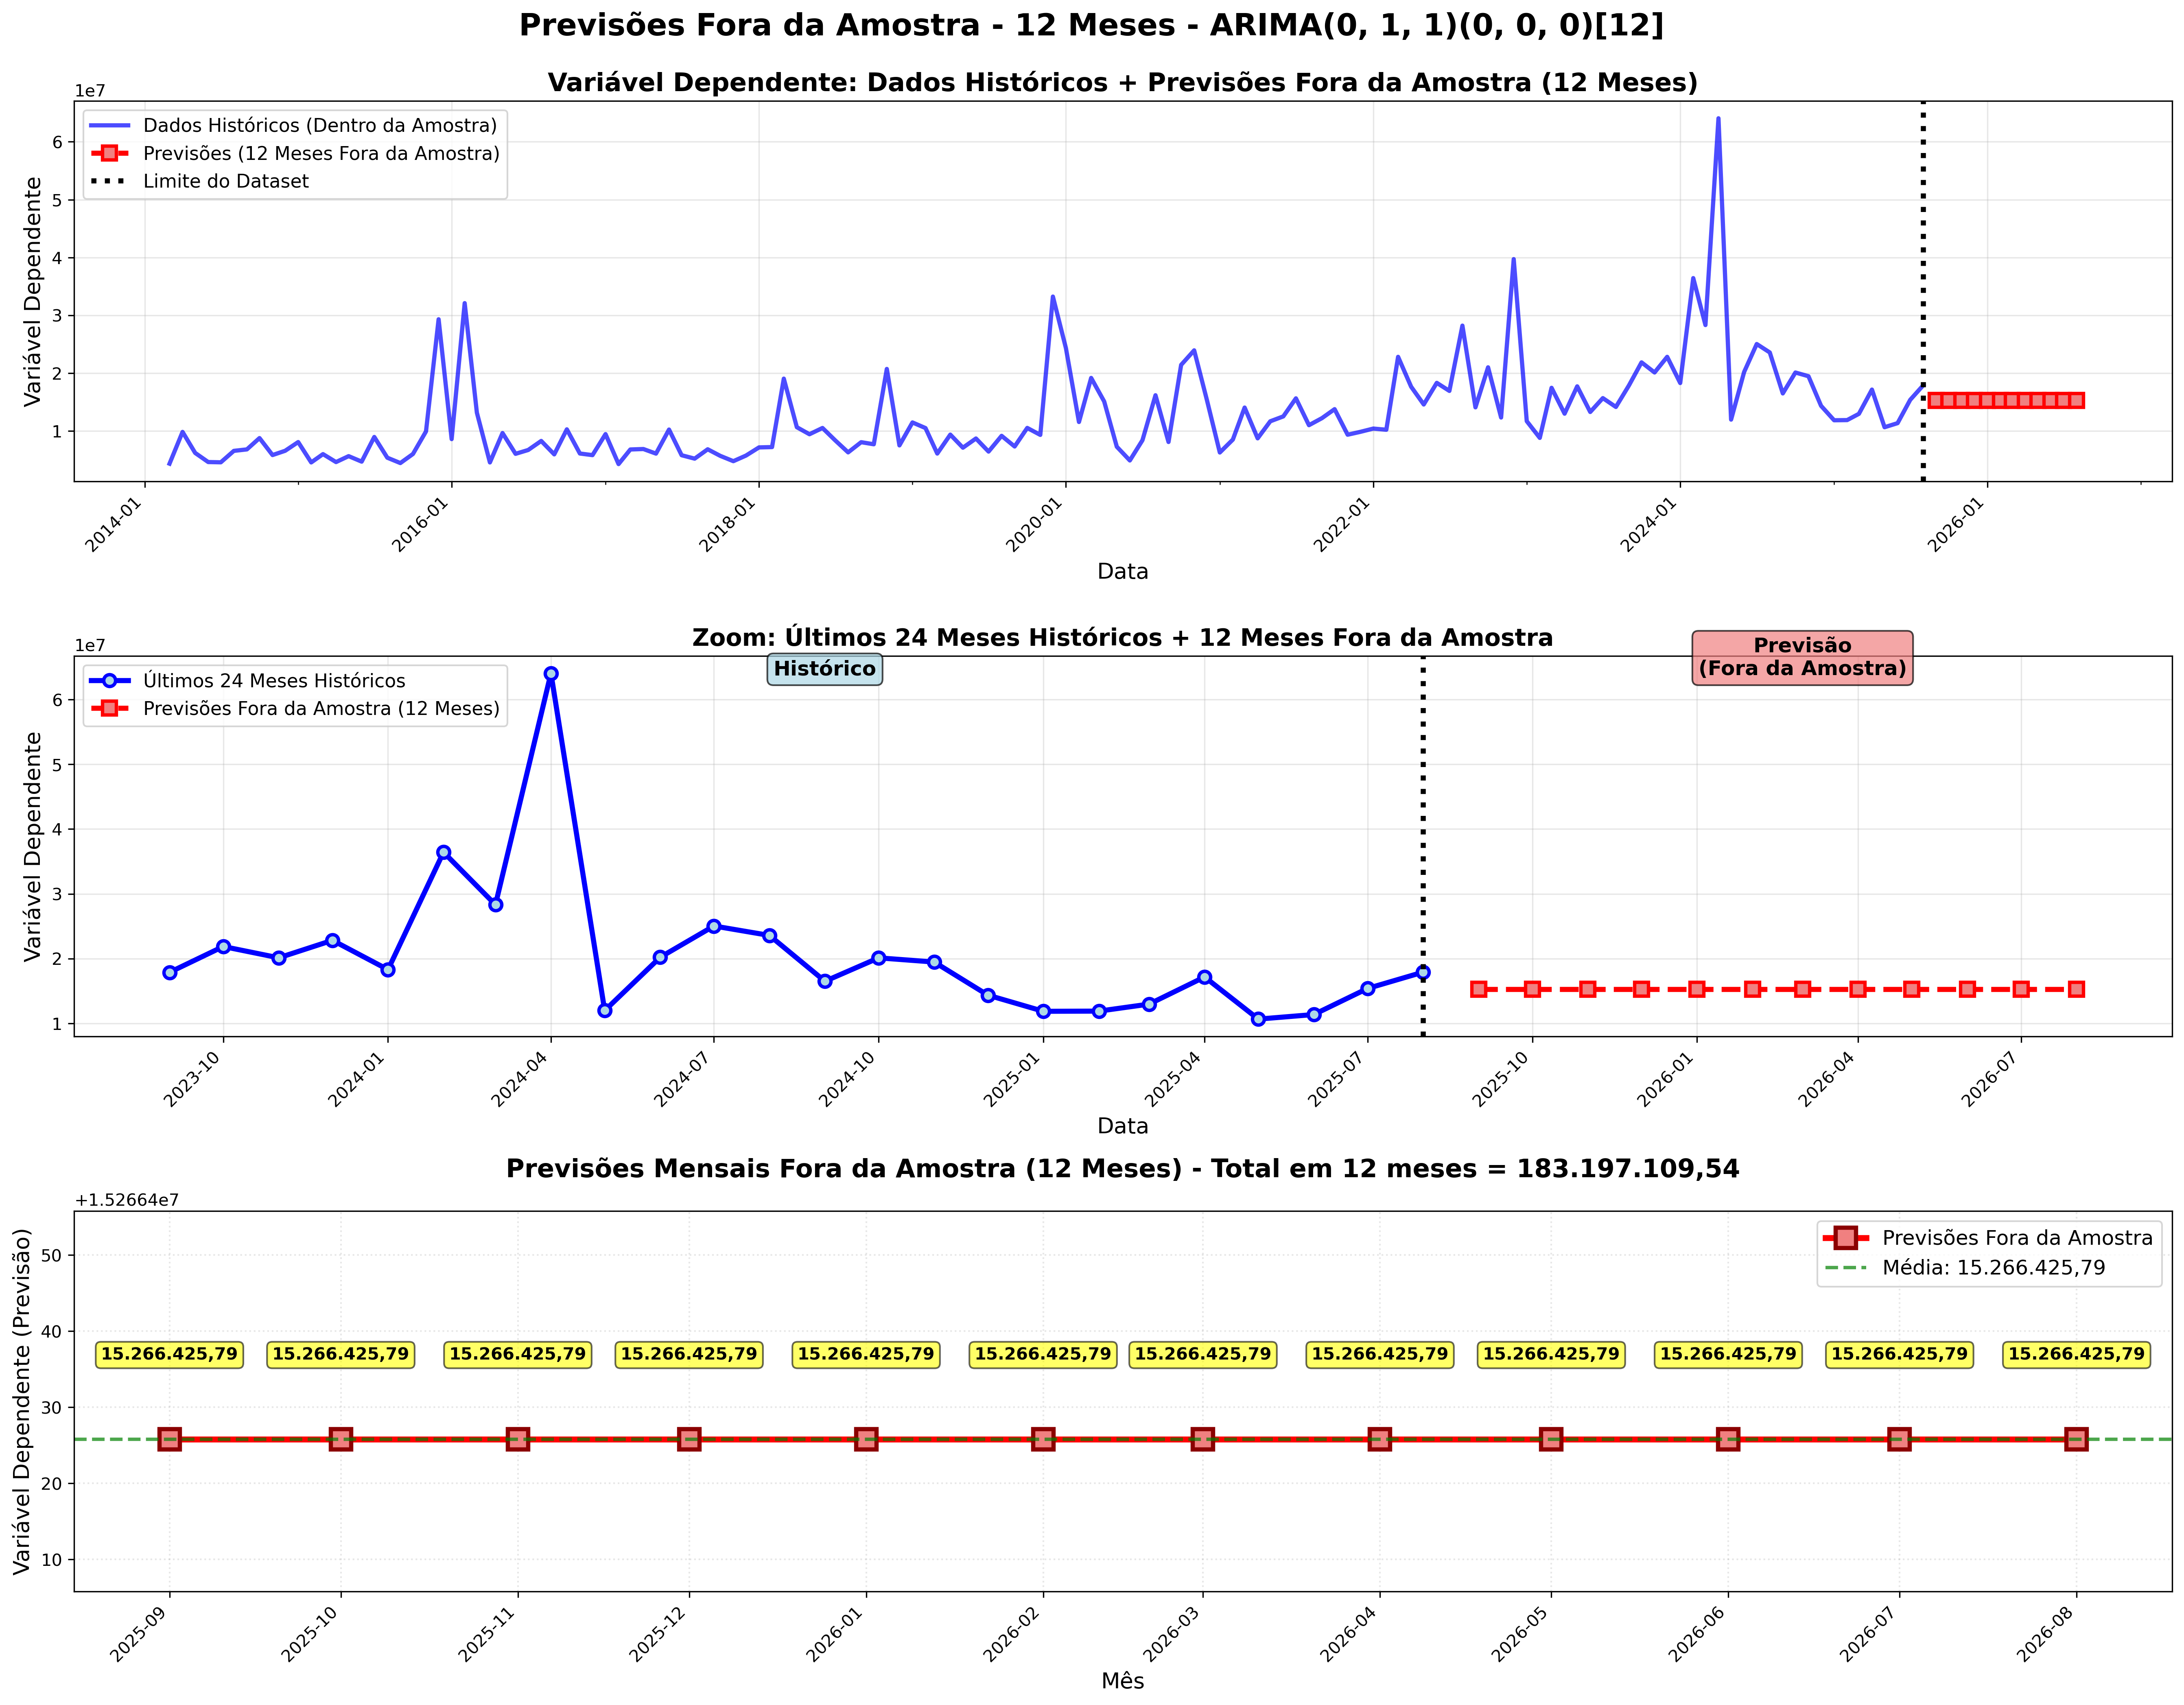 Previsões Fora da Amostra - 12 Meses - ARIMA(0, 1, 1)(0, 0, 0)[12]
Variável Dependente: Dados Históricos + Previsões Fora da Amostra (12 Meses)
1e7
Dados Históricos (Dentro da Amostra)
Previsões (12 Meses Fora da Amostra)
Limite do Dataset
Variável Dependente
6
5
4
3
2
1
2014-01
2016-01
2018-01
2020-01
2022-01
2024-01
2026-01
Data
Zoom: Últimos 24 Meses Históricos + 12 Meses Fora da Amostra
1e7
Últimos 24 Meses Históricos
Previsões Fora da Amostra (12 Meses)
Histórico
Previsão
(Fora da Amostra)
Variável Dependente
6
5
4
3
2
1
2023-10
2024-01
2024-04
2024-07
2024-10
2025-01
2025-04
2025-07
2025-10
2026-01
2026-04
2026-07
Data
Previsões Mensais Fora da Amostra (12 Meses) - Total em 12 meses = 183.197.109,54
+1.52664e7
Previsões Fora da Amostra
Média: 15.266.425,79
Variável Dependente (Previsão)
50
40
30
20
10
15.266.425,79
15.266.425,79
15.266.425,79
15.266.425,79
15.266.425,79
15.266.425,79
15.266.425,79
15.266.425,79
15.266.425,79
15.266.425,79
15.266.425,79
15.266.425,79
2025-09
2025-10
2025-11
2025-12
2026-01
2026-02
2026-03
2026-04
2026-05
2026-06
2026-07
2026-08
Mês